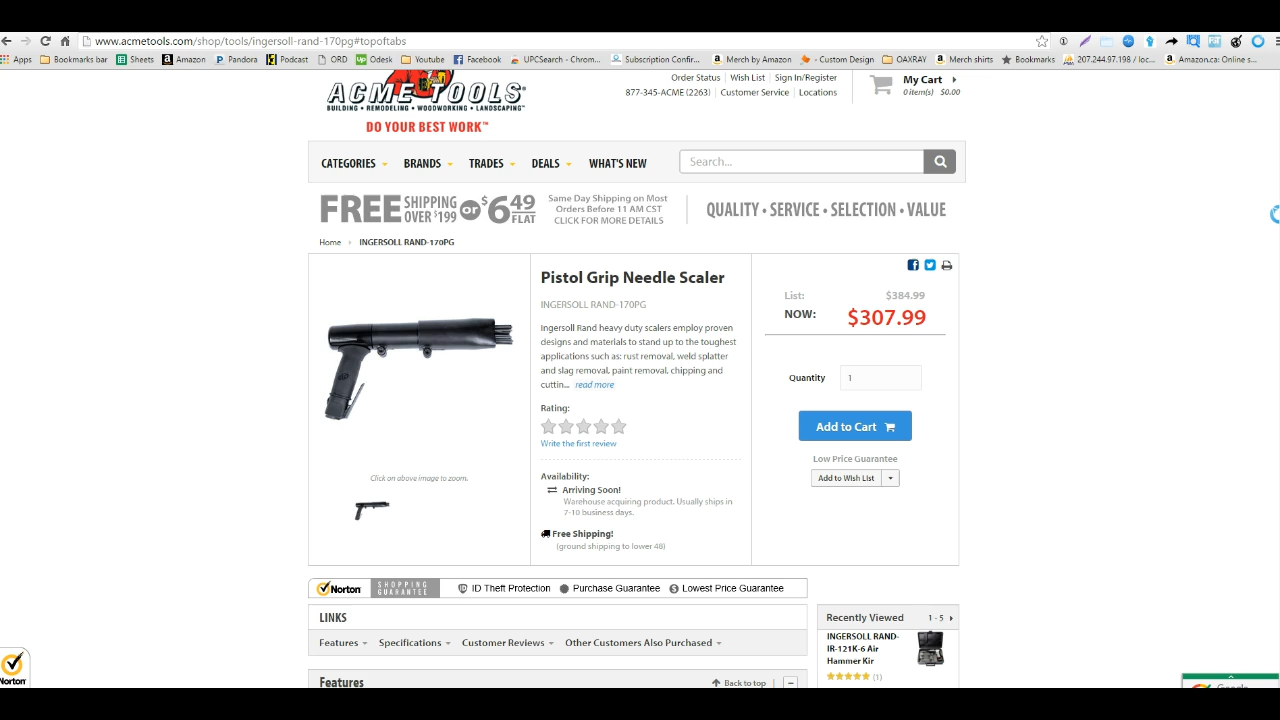 www.acmetools.com/shop/tools/ingersoll-rand-170pg#topoftabs
Apps Bookmarks bar Sheets Amazon Pandora Podcast ORD Odesk Youtube Facebook UPCSearch - Chrom... Subscription Confir... Merch by Amazon Custom Design OAXRAY Merch shirts Bookmarks 207.244.97.198 / loc... Amazon.ca: Online s...
Order Status | Wish List | Sign In/Register
877-345-ACME (2263) | Customer Service | Locations
My Cart
0 item(s) $0.00
ACME TOOLS
BUILDING • REMODELING • WOODWORKING • LANDSCAPING™
DO YOUR BEST WORK™
CATEGORIES BRANDS TRADES DEALS WHAT'S NEW Search...
FREE SHIPPING OVER $199 or $6.49 FLAT
Same Day Shipping on Most
Orders Before 11 AM CST
CLICK FOR MORE DETAILS
QUALITY • SERVICE • SELECTION • VALUE
Home › INGERSOLL RAND-170PG
Click on above image to zoom.
Pistol Grip Needle Scaler
INGERSOLL RAND-170PG
Ingersoll Rand heavy duty scalers employ proven
designs and materials to stand up to the toughest
applications such as: rust removal, weld splatter
and slag removal, paint removal, chipping and
cuttin... read more
Rating:
Write the first review
Availability:
Arriving Soon!
Warehouse acquiring product. Usually ships in
7-10 business days.
Free Shipping!
(ground shipping to lower 48)
List: $384.99
NOW: $307.99
Quantity 1
Add to Cart
Low Price Guarantee
Add to Wish List
Norton SHOPPING GUARANTEE ID Theft Protection Purchase Guarantee Lowest Price Guarantee
LINKS
Features Specifications Customer Reviews Other Customers Also Purchased
Features Back to top
Recently Viewed 1 - 5
INGERSOLL RAND-
IR-121K-6 Air
Hammer Kir
(1)
Norton
Google